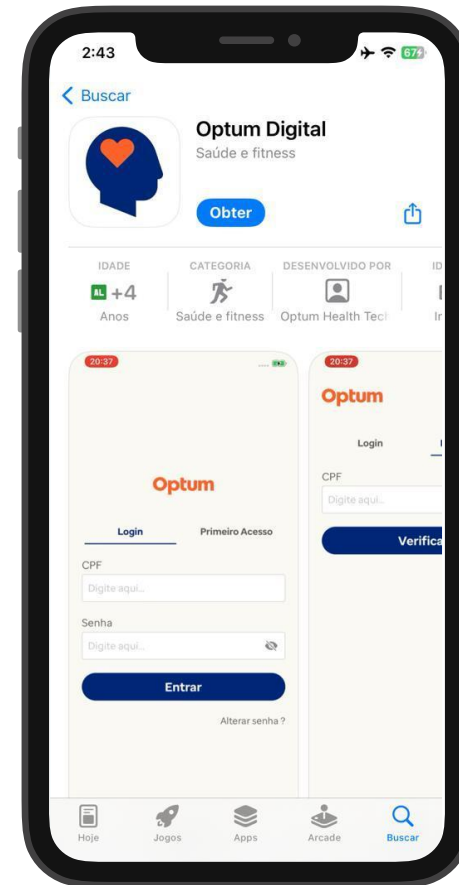 2:43
67
Buscar
Optum Digital
Saúde e fitness
Obter
IDADE
CATEGORIA
DESENVOLVIDO POR
AL +4
Anos
Saúde e fitness
Optum Health Tech
20:37
Optum
Login
Primeiro Acesso
CPF
Digite aqui...
Senha
Digite aqui...
Entrar
Alterar senha ?
20:37
Optum
Login
CPF
Digite aqui...
Verifica
Hoje
Jogos
Apps
Arcade
Buscar